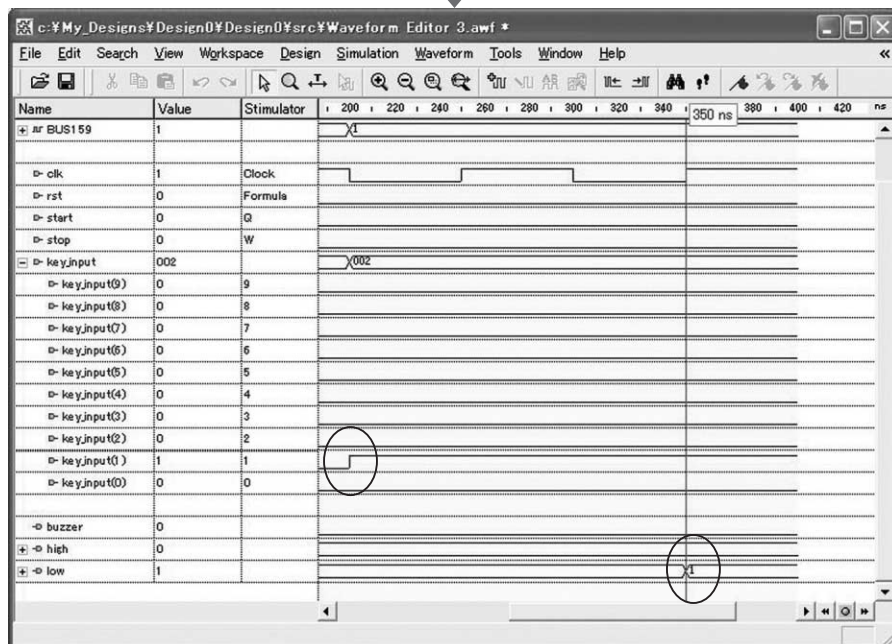 c:¥My_Designs¥Design0¥Design0¥src¥Waveform Editor 3.awf *
File Edit Search View Workspace Design Simulation Waveform Tools Window Help
Name Value Stimulator 200 220 240 260 280 300 320 340 350 ns 380 400 420 ns
BUS159 1 1
clk 1 Clock
rst 0 Formula
start 0 Q
stop 0 W
key_input 002 002
key_input(9) 0 9
key_input(8) 0 8
key_input(7) 0 7
key_input(6) 0 6
key_input(5) 0 5
key_input(4) 0 4
key_input(3) 0 3
key_input(2) 0 2
key_input(1) 1 1
key_input(0) 0 0
buzzer 0
high 0
low 1 1